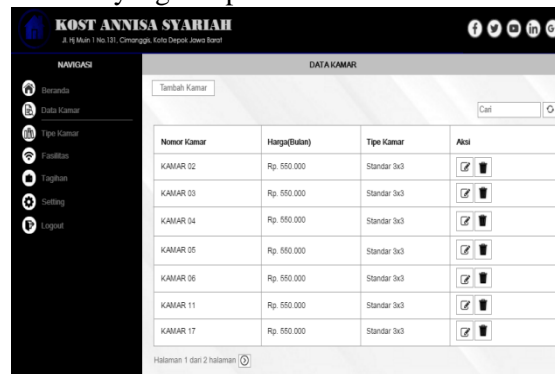 KOST ANNISA SYARIAH
Jl. Hj Muin 1 No.131, Cimanggis, Kota Depok Jawa Barat
NAVIGASI
DATA KAMAR
Beranda
Data Kamar
Tipe Kamar
Fasilitas
Tagihan
Setting
Logout
Tambah Kamar
Cari
Nomor Kamar Harga(Bulan) Tipe Kamar Aksi
KAMAR 02 Rp. 550.000 Standar 3x3
KAMAR 03 Rp. 550.000 Standar 3x3
KAMAR 04 Rp. 550.000 Standar 3x3
KAMAR 05 Rp. 550.000 Standar 3x3
KAMAR 06 Rp. 550.000 Standar 3x3
KAMAR 11 Rp. 550.000 Standar 3x3
KAMAR 17 Rp. 550.000 Standar 3x3
Halaman 1 dari 2 halaman